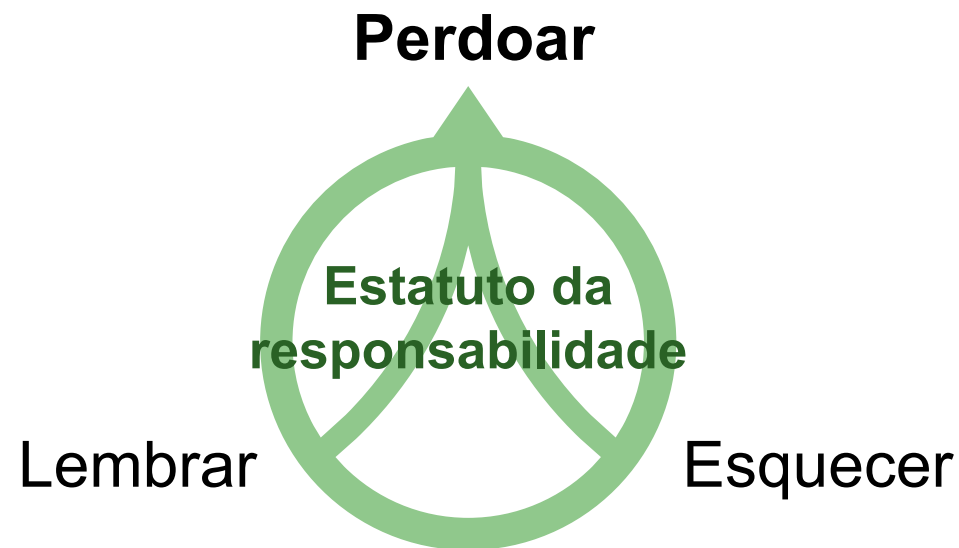 Perdoar
Estatuto da
responsabilidade
Lembrar
Esquecer